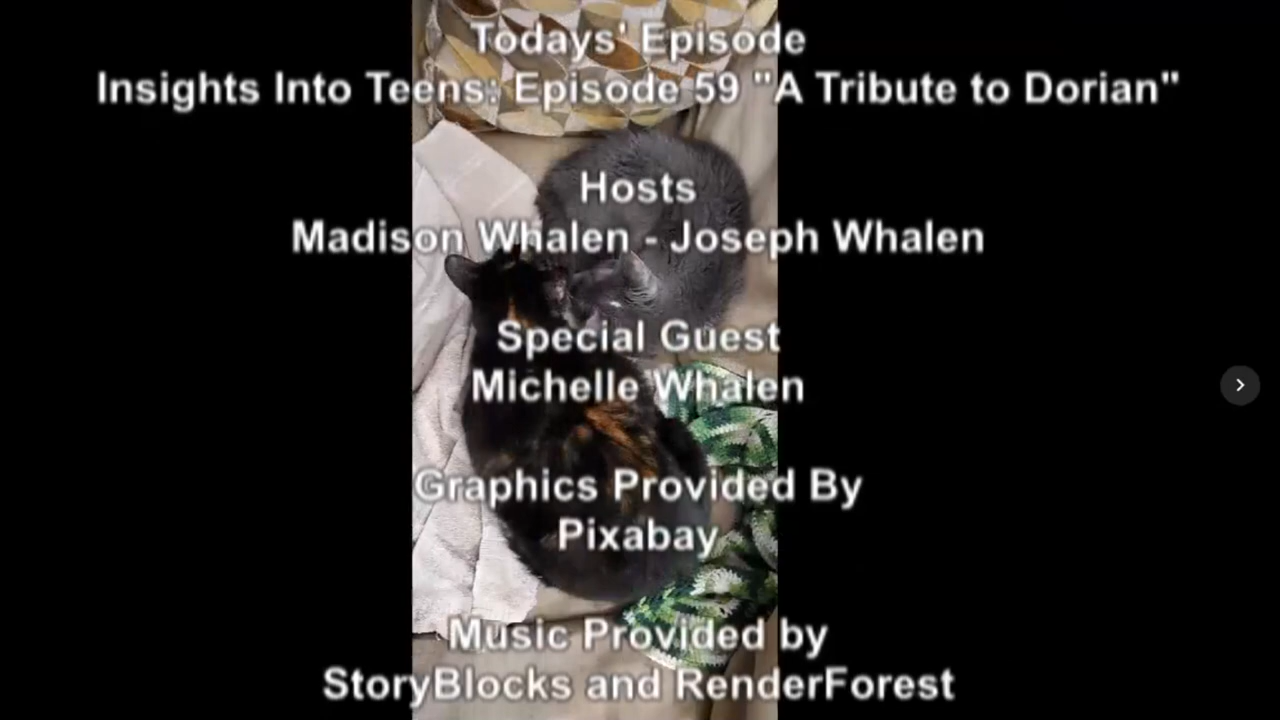 Todays' Episode
Insights Into Teens: Episode 59 "A Tribute to Dorian"
Hosts
Madison Whalen - Joseph Whalen
Special Guest
Michelle Whalen
Graphics Provided By
Pixabay
Music Provided by
StoryBlocks and RenderForest